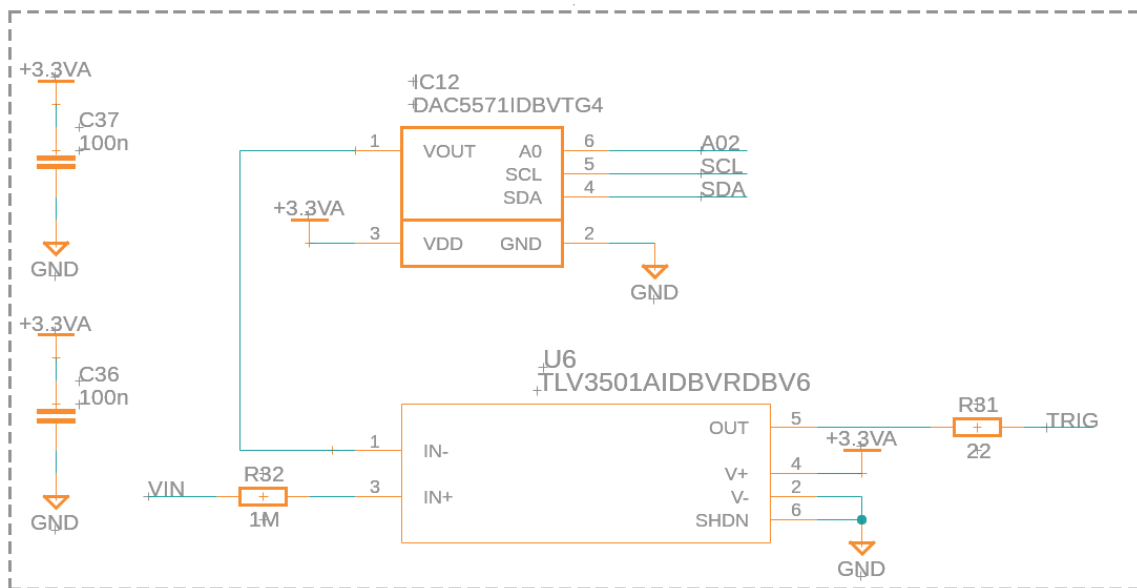 +3.3VA
C37
100n
GND
+3.3VA
C36
100n
GND
IC12
DAC5571IDBVTG4
1
VOUT
A0
6
A02
SCL
5
SCL
SDA
4
SDA
+3.3VA
3
VDD
GND
2
GND
U6
TLV3501AIDBVRDBV6
1
IN-
OUT
5
R31
22
TRIG
+3.3VA
V+
4
VIN
R32
1M
3
IN+
V-
2
SHDN
6
GND